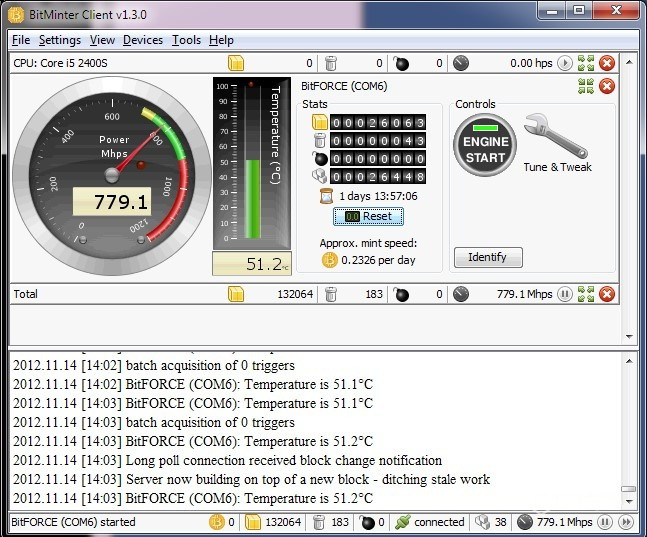 BitMinter Client v1.3.0
File Settings View Devices Tools Help
CPU: Core i5 2400S 0 0 0 0.00 hps
BitFORCE (COM6)
Stats
00026063
00000043
00000000
00026448
1 days 13:57:06
0.0 Reset
Approx. mint speed:
0.2326 per day
Controls
ENGINE
START
Tune & Tweak
Identify
0 200 400 600 800 1000 1200
Power
Mhps
779.1
100
90
80
70
60
50
40
30
20
10
0
Temperature (°C)
51.2°C
Total 132064 183 0 779.1 Mhps
2012.11.14 [14:02] batch acquisition of 0 triggers
2012.11.14 [14:02] BitFORCE (COM6): Temperature is 51.1°C
2012.11.14 [14:03] BitFORCE (COM6): Temperature is 51.1°C
2012.11.14 [14:03] batch acquisition of 0 triggers
2012.11.14 [14:03] BitFORCE (COM6): Temperature is 51.2°C
2012.11.14 [14:03] Long poll connection received block change notification
2012.11.14 [14:03] Server now building on top of a new block - ditching stale work
2012.11.14 [14:03] BitFORCE (COM6): Temperature is 51.2°C
BitFORCE (COM6) started 0 132064 183 0 connected 38 779.1 Mhps